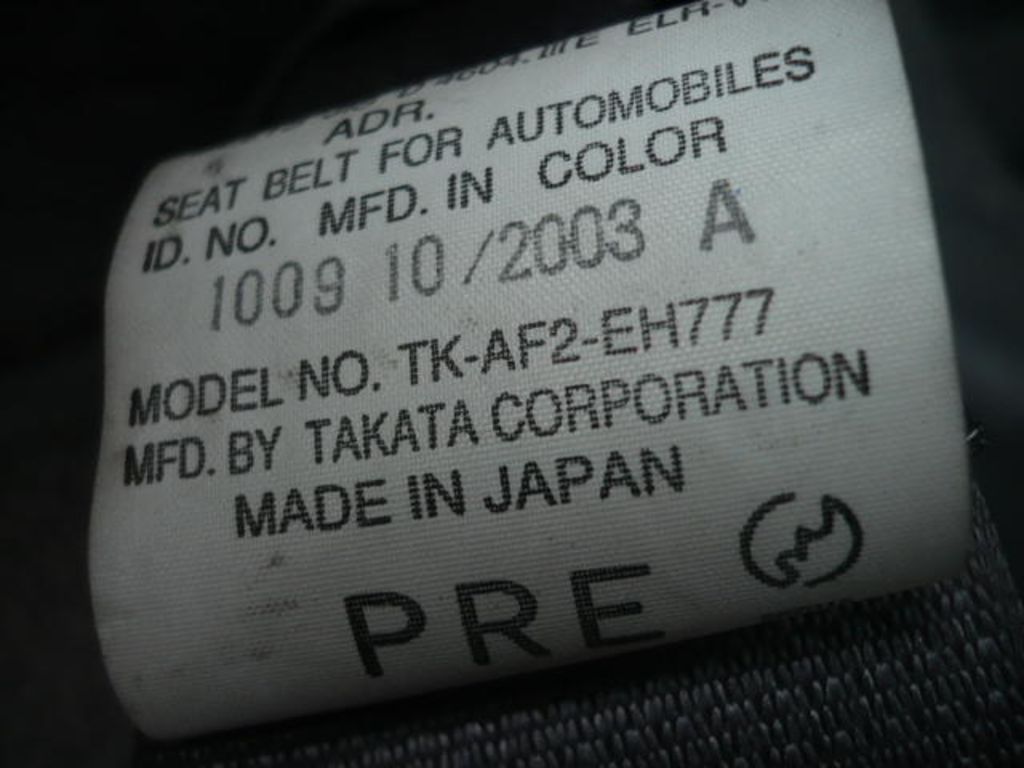 ADR.
SEAT BELT FOR AUTOMOBILES
ID. NO. MFD. IN COLOR
1009 10/2003 A
MODEL NO. TK-AF2-EH777
MFD. BY TAKATA CORPORATION
MADE IN JAPAN
PRE